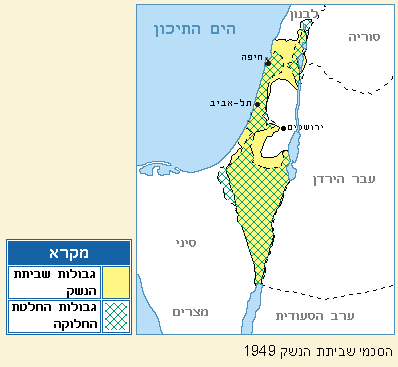 לבנון
הים התיכון
סוריה
חיפה
תל-אביב
ירושלים
עבר הירדן
סיני
מצרים
ערב הסעודית
מקרא
גבולות שביתת
הנשק
גבולות החלטת
החלוקה
הסכמי שביתת הנשק 1949